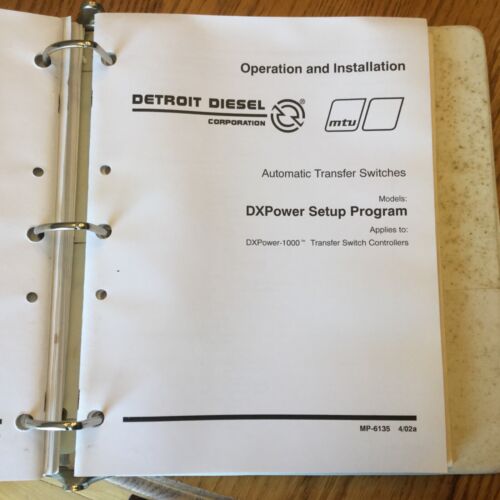 Operation and Installation
DETROIT DIESEL
CORPORATION
®
mtu
Automatic Transfer Switches
Models:
DXPower Setup Program
Applies to:
DXPower-1000™ Transfer Switch Controllers
MP-6135 4/02a